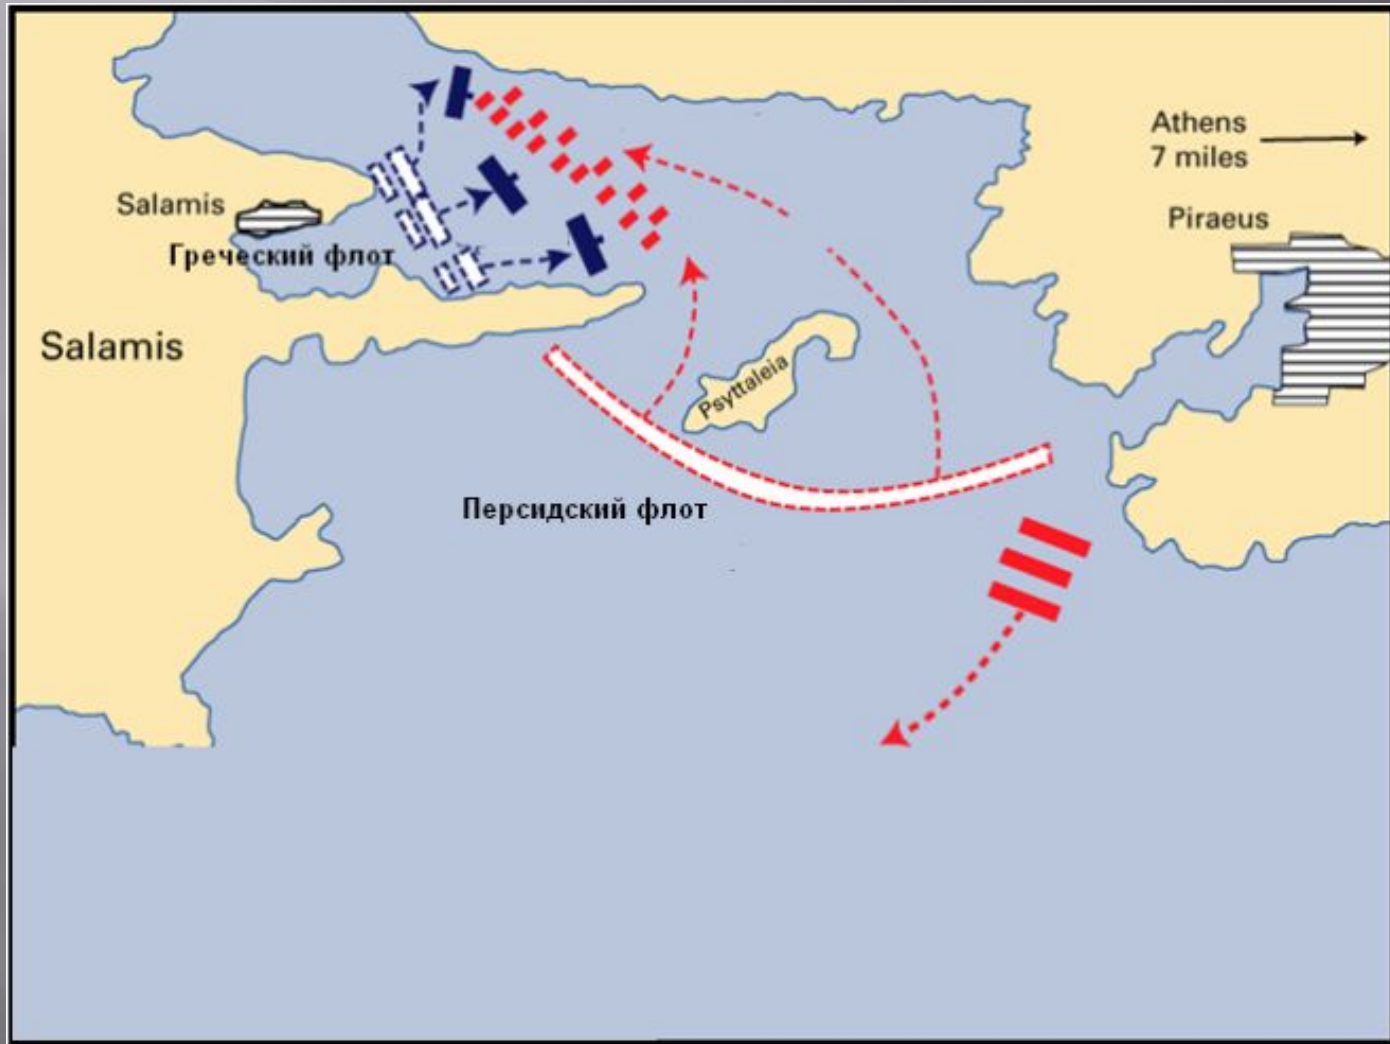 Athens
7 miles
Piraeus
Salamis
Греческий флот
Salamis
Psyttaleia
Персидский флот